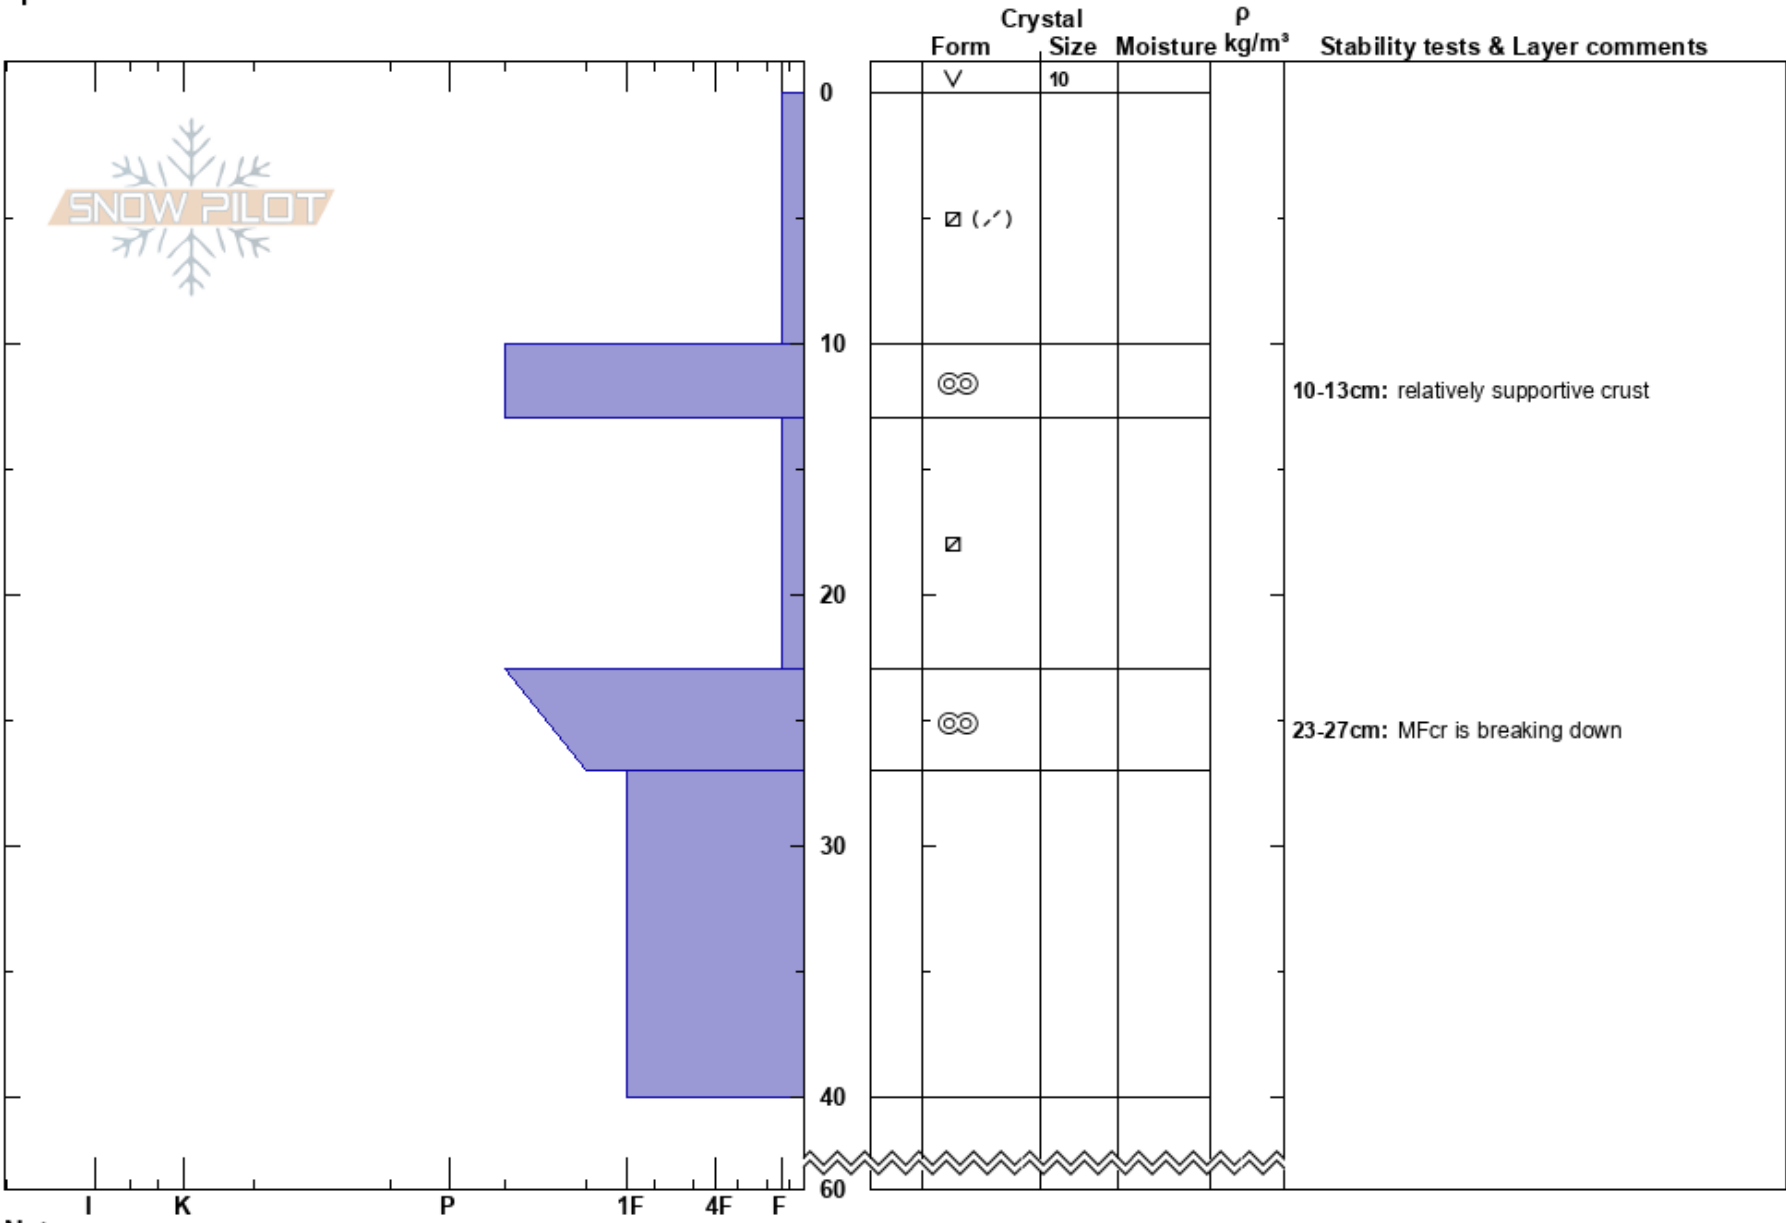 Crystal
ρ
Form Size Moisture kg/m³ Stability tests & Layer comments
10
0
SNOW PILOT
10
10-13cm: relatively supportive crust
20
23-27cm: MFcr is breaking down
30
40
60
I K P 1F 4F F